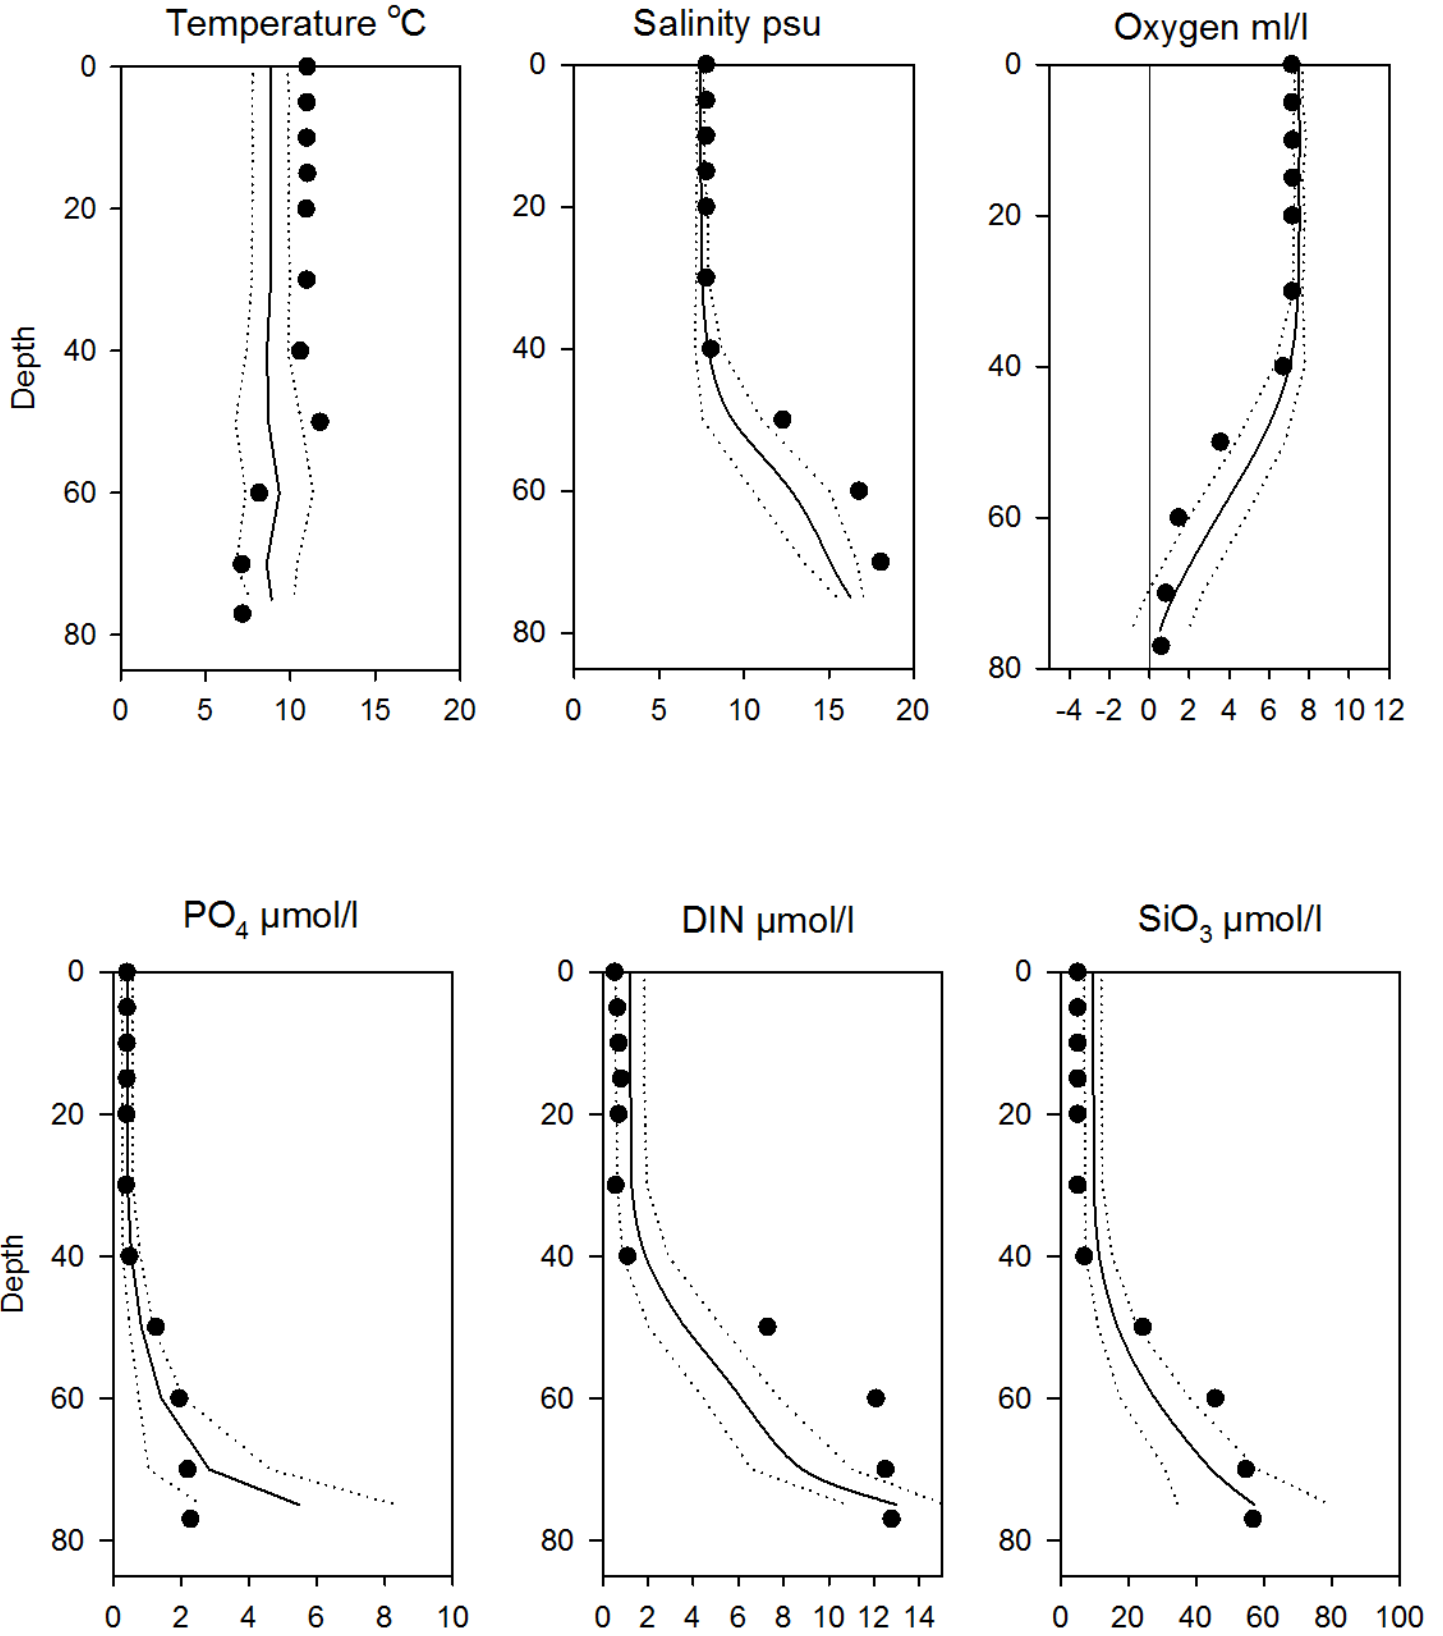 Temperature °C
Salinity psu
Oxygen ml/l
0
20
40
60
80
Depth
0 5 10 15 20
0
20
40
60
80
0 5 10 15 20
0
20
40
60
80
-4 -2 0 2 4 6 8 10 12
PO4 µmol/l
DIN µmol/l
SiO3 µmol/l
0
20
40
60
80
Depth
0 2 4 6 8 10
0
20
40
60
80
0 2 4 6 8 10 12 14
0
20
40
60
80
0 20 40 60 80 100